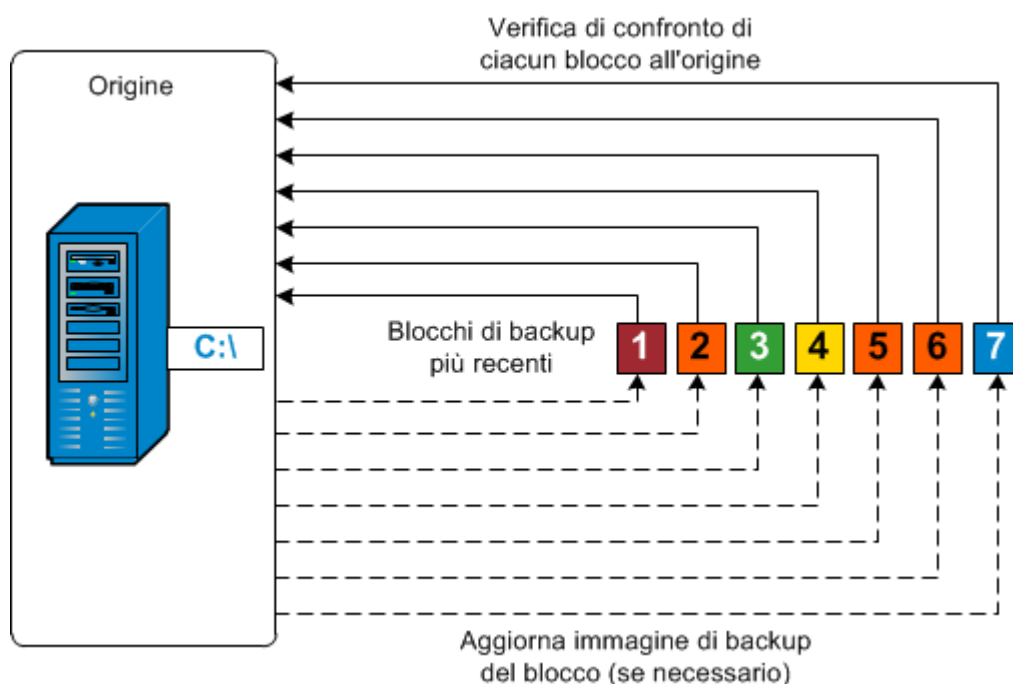 Verifica di confronto di
ciacun blocco all'origine
Origine
C:\
Blocchi di backup
più recenti
1 2 3 4 5 6 7
Aggiorna immagine di backup
del blocco (se necessario)